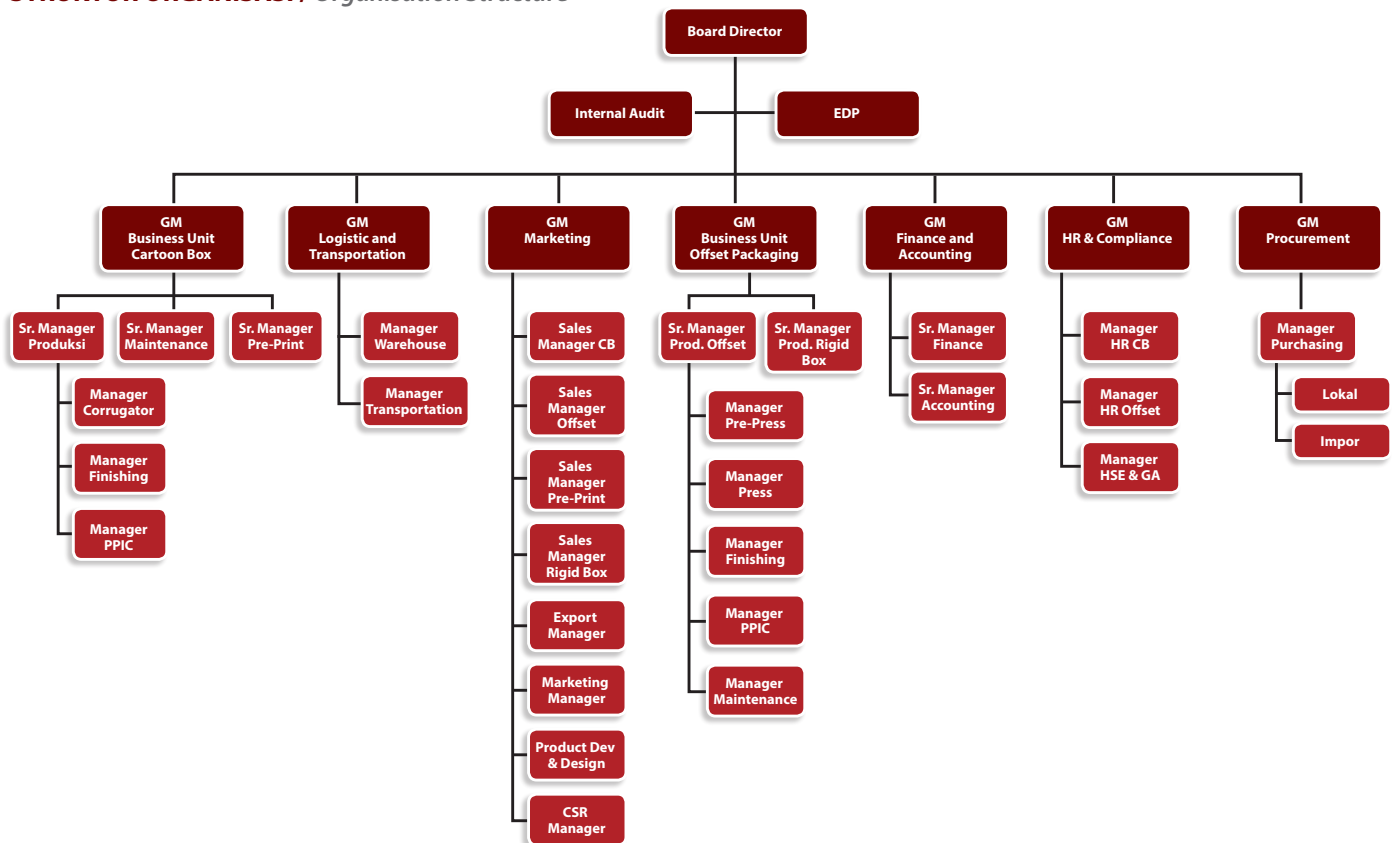 STRUKTUR ORGANISASI / Organisation Structure
Board Director
Internal Audit
EDP
GM
Business Unit
Cartoon Box
GM
Logistic and
Transportation
GM
Marketing
GM
Business Unit
Offset Packaging
GM
Finance and
Accounting
GM
HR & Compliance
GM
Procurement
Sr. Manager
Produksi
Sr. Manager
Maintenance
Sr. Manager
Pre-Print
Manager
Corrugator
Manager
Finishing
Manager
PPIC
Manager
Warehouse
Manager
Transportation
Sales
Manager CB
Sales
Manager
Offset
Sales
Manager
Pre-Print
Sales
Manager
Rigid Box
Export
Manager
Marketing
Manager
Product Dev
& Design
CSR
Manager
Sr. Manager
Prod. Offset
Sr. Manager
Prod. Rigid
Box
Manager
Pre-Press
Manager
Press
Manager
Finishing
Manager
PPIC
Manager
Maintenance
Sr. Manager
Finance
Sr. Manager
Accounting
Manager
HR CB
Manager
HR Offset
Manager
HSE & GA
Manager
Purchasing
Lokal
Impor